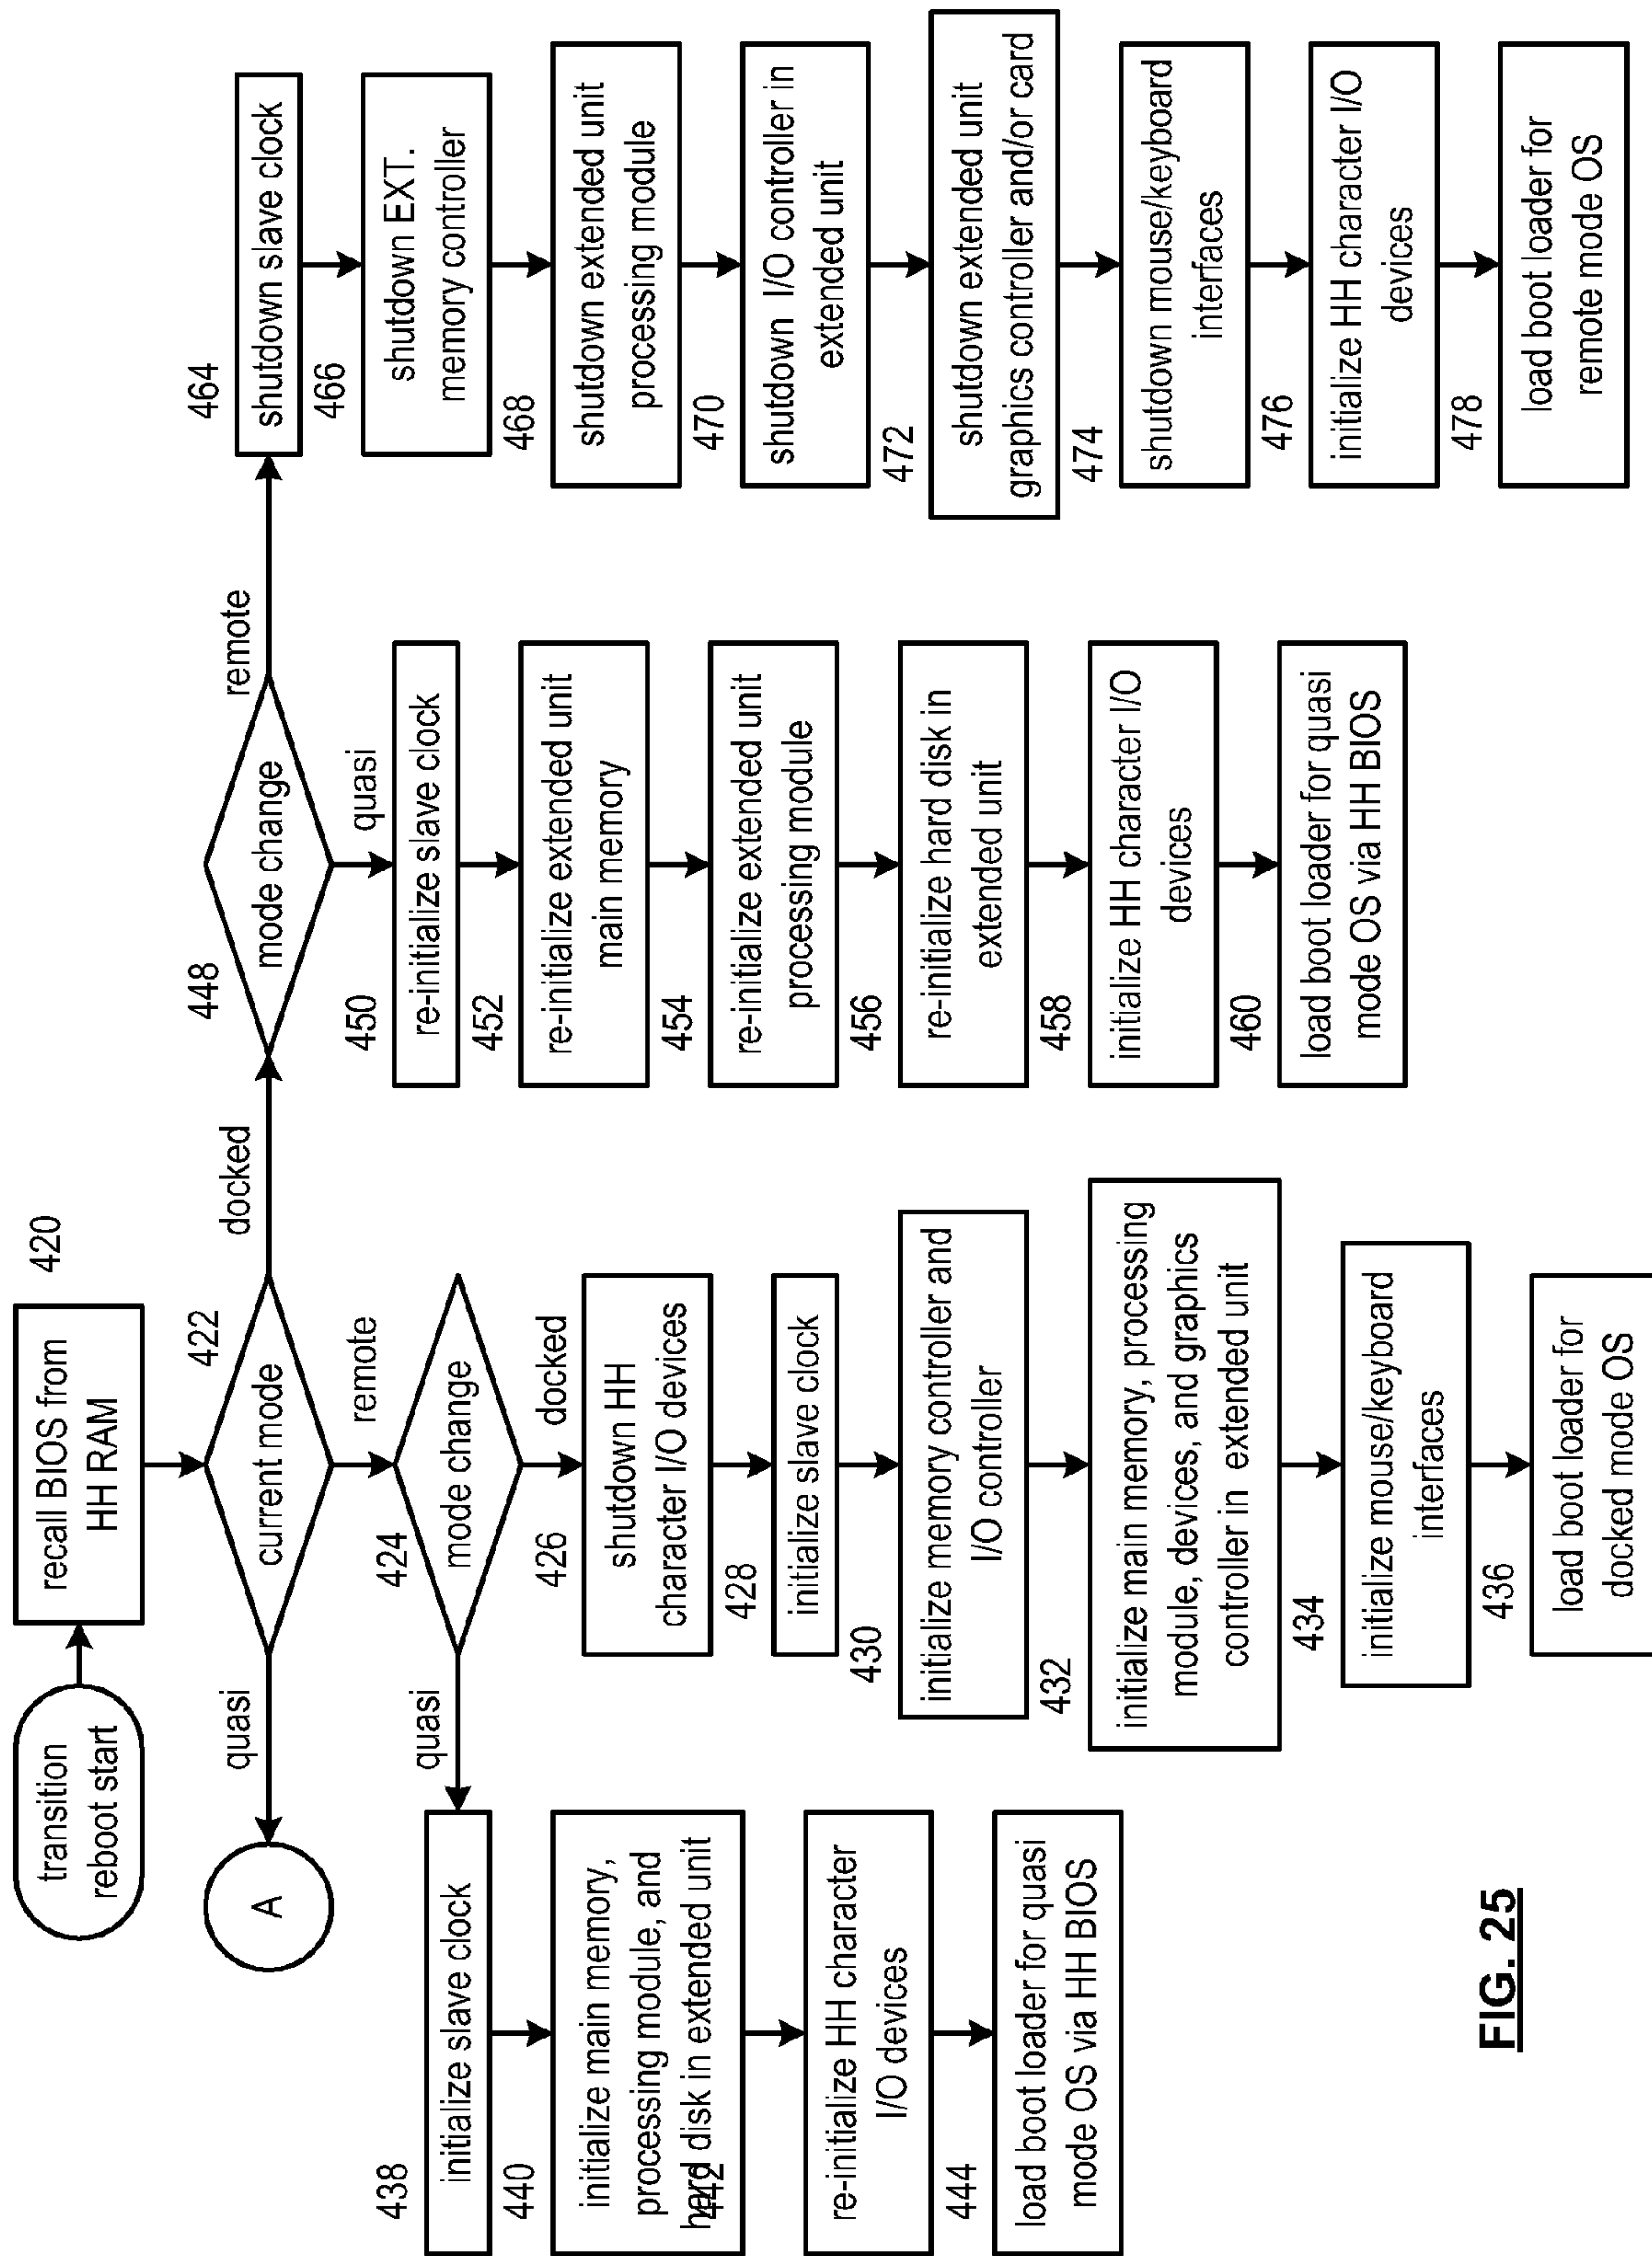 transition
reboot start
420
recall BIOS from
HH RAM
422
current mode
quasi
A
docked
remote
424
mode change
quasi
docked
426
shutdown HH
character I/O devices
428
initialize slave clock
430
initialize memory controller and
I/O controller
432
initialize main memory, processing
module, devices, and graphics
controller in extended unit
434
initialize mouse/keyboard
interfaces
436
load boot loader for
docked mode OS
438
initialize slave clock
440
initialize main memory,
processing module, and
hard disk in extended unit
442
re-initialize HH character
I/O devices
444
load boot loader for quasi
mode OS via HH BIOS
448
mode change
remote
quasi
450
re-initialize slave clock
452
re-initialize extended unit
main memory
454
re-initialize extended unit
processing module
456
re-initialize hard disk in
extended unit
458
initialize HH character I/O
devices
460
load boot loader for quasi
mode OS via HH BIOS
464
shutdown slave clock
466
shutdown EXT.
memory controller
468
shutdown extended unit
processing module
470
shutdown I/O controller in
extended unit
472
shutdown extended unit
graphics controller and/or card
474
shutdown mouse/keyboard
interfaces
476
initialize HH character I/O
devices
478
load boot loader for
remote mode OS
FIG. 25